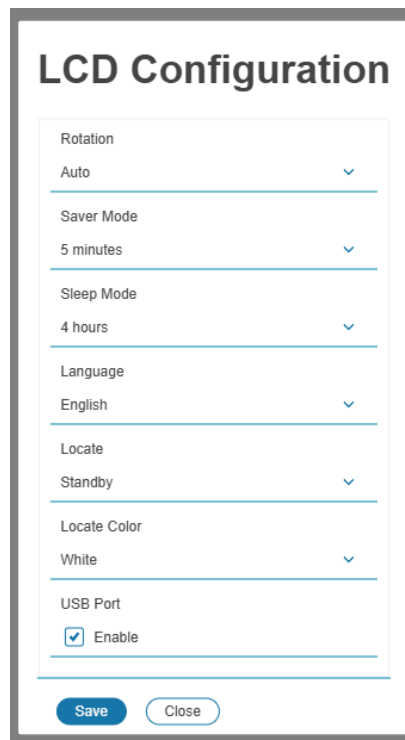 LCD Configuration
Rotation
Auto
Saver Mode
5 minutes
Sleep Mode
4 hours
Language
English
Locate
Standby
Locate Color
White
USB Port
Enable
Save Close